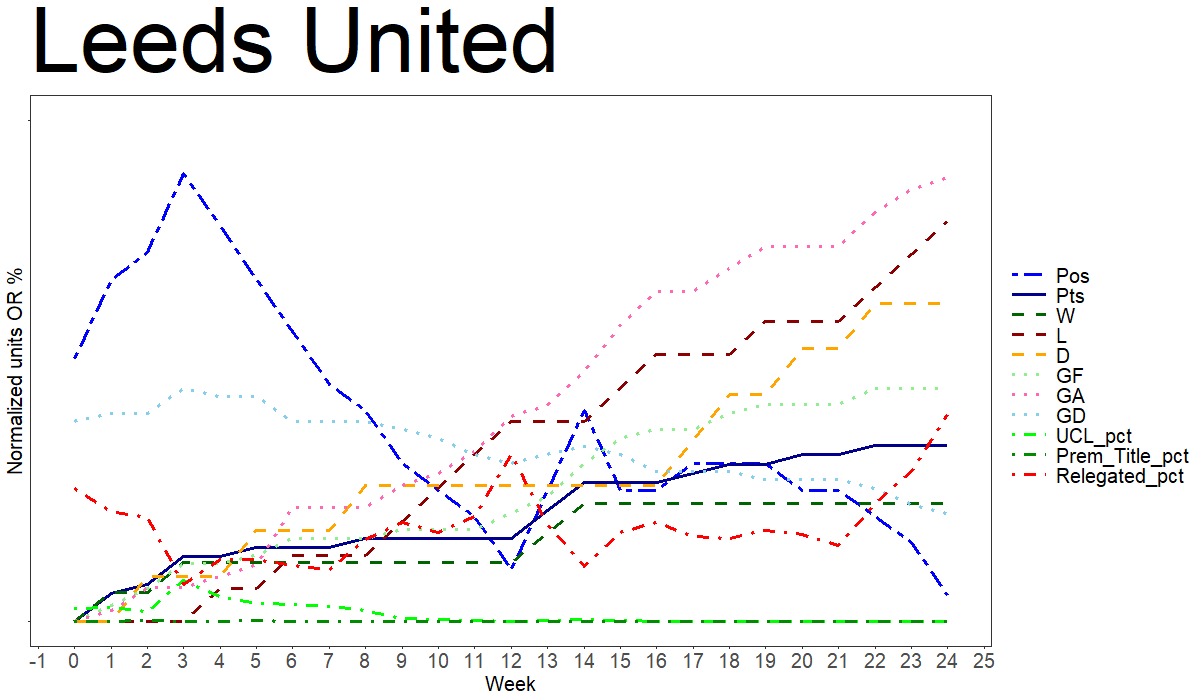 Leeds United
Normalized units OR %
-1 0 1 2 3 4 5 6 7 8 9 10 11 12 13 14 15 16 17 18 19 20 21 22 23 24 25
Week
Pos
Pts
W
L
D
GF
GA
GD
UCL_pct
Prem_Title_pct
Relegated_pct